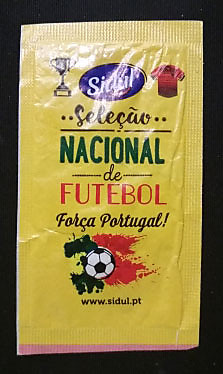 Sidul
..Seleção..
NACIONAL
de
FUTEBOL
Força Portugal!
www.sidul.pt